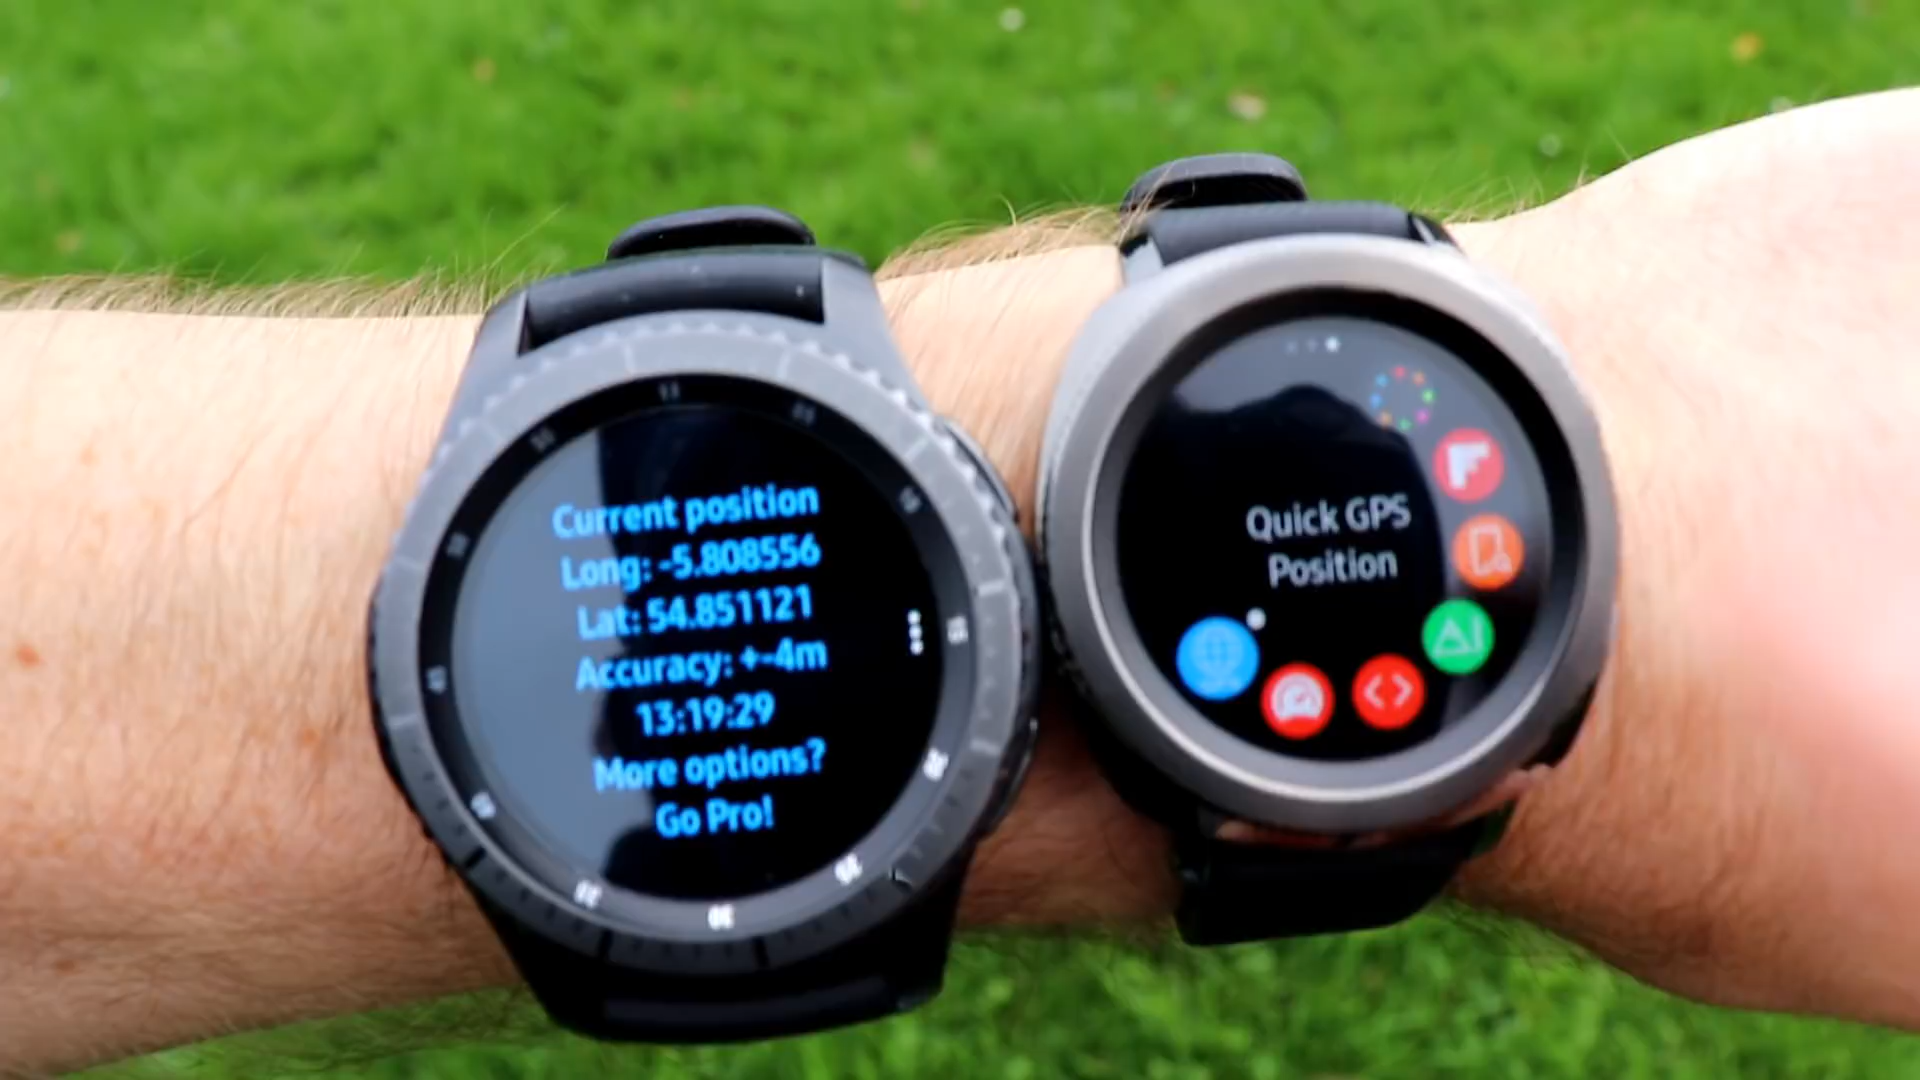 Current position
Long: -5.808556
Lat: 54.851121
Accuracy: +-4m
13:19:29
More options?
Go Pro!
Quick GPS
Position